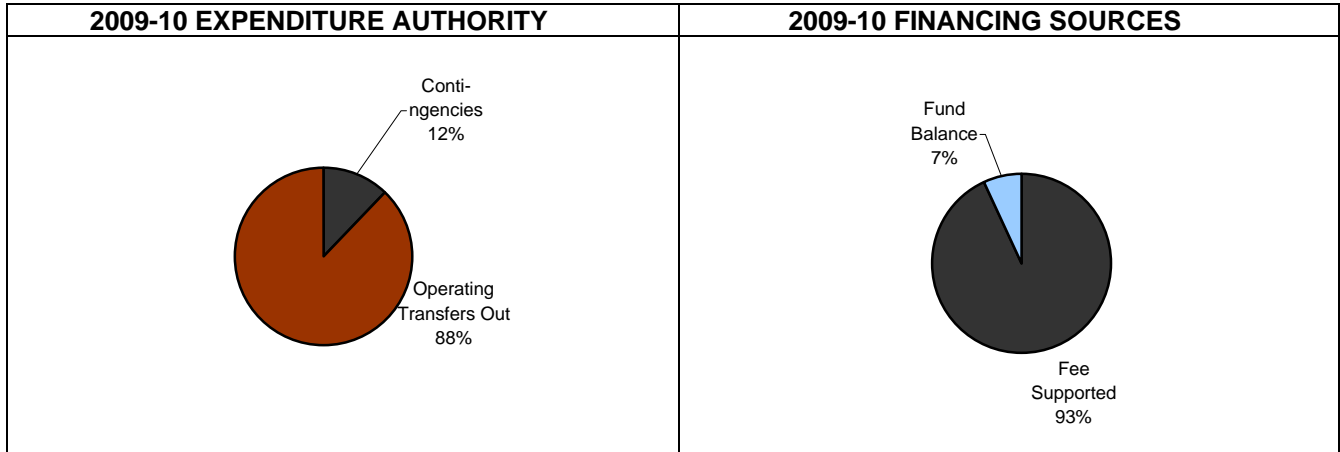 2009-10 EXPENDITURE AUTHORITY
Conti-
ngencies
12%
Operating
Transfers Out
88%
2009-10 FINANCING SOURCES
Fund
Balance
7%
Fee
Supported
93%